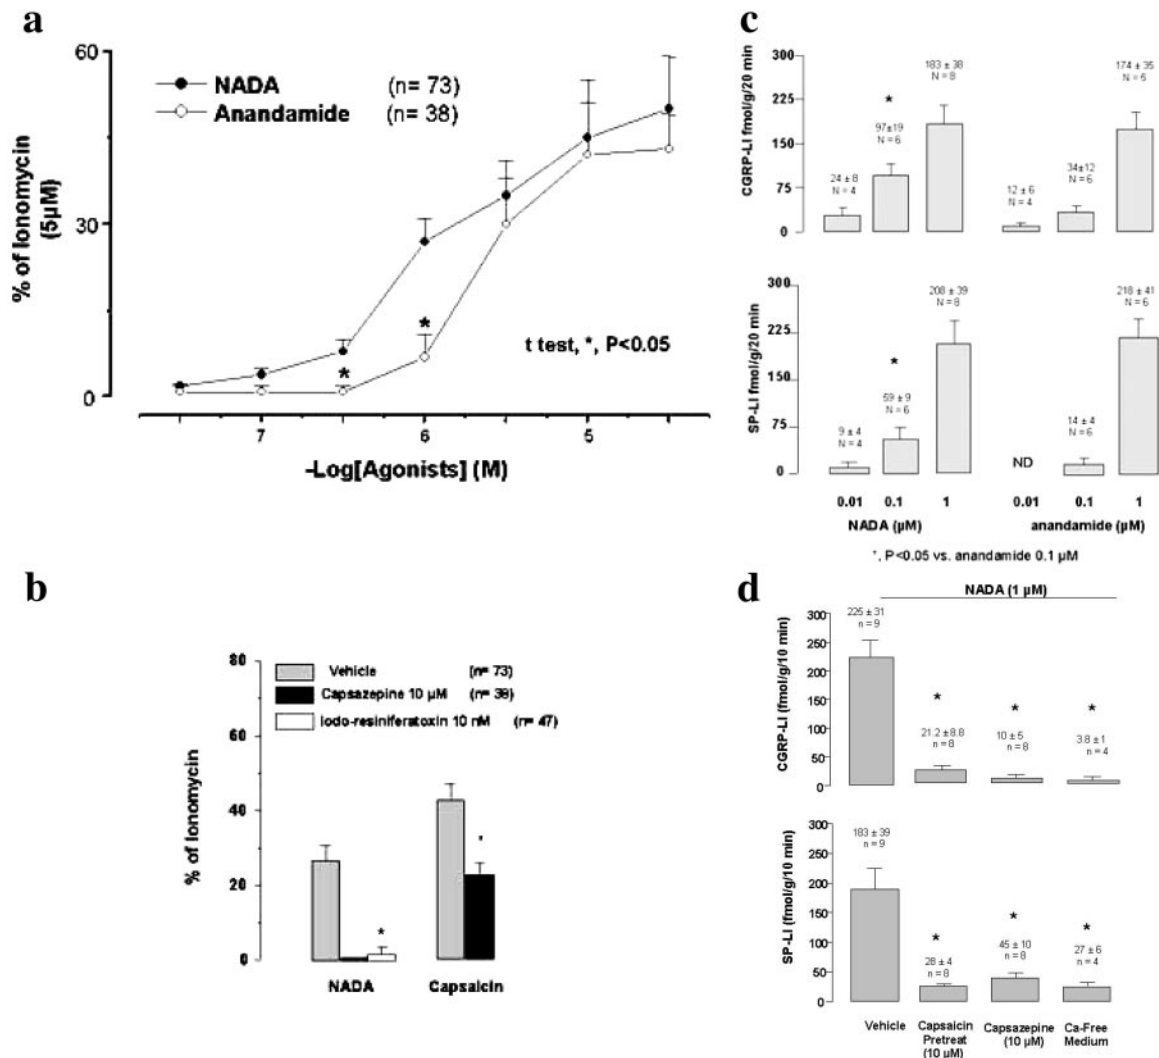 a
60
30
0
% of Ionomycin
(5µM)
NADA (n= 73)
Anandamide (n= 38)
*
*
t test, *, P<0.05
7 6 5
-Log[Agonists] (M)
b
80
60
40
20
0
% of Ionomycin
Vehicle (n= 73)
Capsazepine 10 µM (n= 38)
Iodo-resiniferatoxin 10 nM (n= 47)
*
*
NADA Capsaicin
c
300
225
150
75
0
CGRP-LI fmol/g/20 min
24 ± 8
N = 4
*
97±19
N = 6
183 ± 38
N = 8
12 ± 6
N = 4
34±12
N = 6
174 ± 35
N = 6
300
225
150
75
0
SP-LI fmol/g/20 min
9 ± 4
N = 4
*
59 ± 9
N = 6
208 ± 39
N = 8
ND
14 ± 4
N = 6
218 ± 41
N = 6
0.01 0.1 1 0.01 0.1 1
NADA (µM) anandamide (µM)
*, P<0.05 vs. anandamide 0.1 µM
d
NADA (1 µM)
300
250
200
150
100
50
0
CGRP-LI (fmol/g/10 min)
225 ± 31
n = 9
*
21.2 ± 8.8
n = 8
*
10 ± 5
n = 8
*
3.8 ± 1
n = 4
300
250
200
150
100
50
0
SP-LI (fmol/g/10 min)
183 ± 39
n = 9
*
28 ± 4
n = 8
*
45 ± 10
n = 8
*
27 ± 6
n = 4
Vehicle Capsaicin Capsazepine Ca-Free
Pretreat (10 µM) Medium
(10 µM)